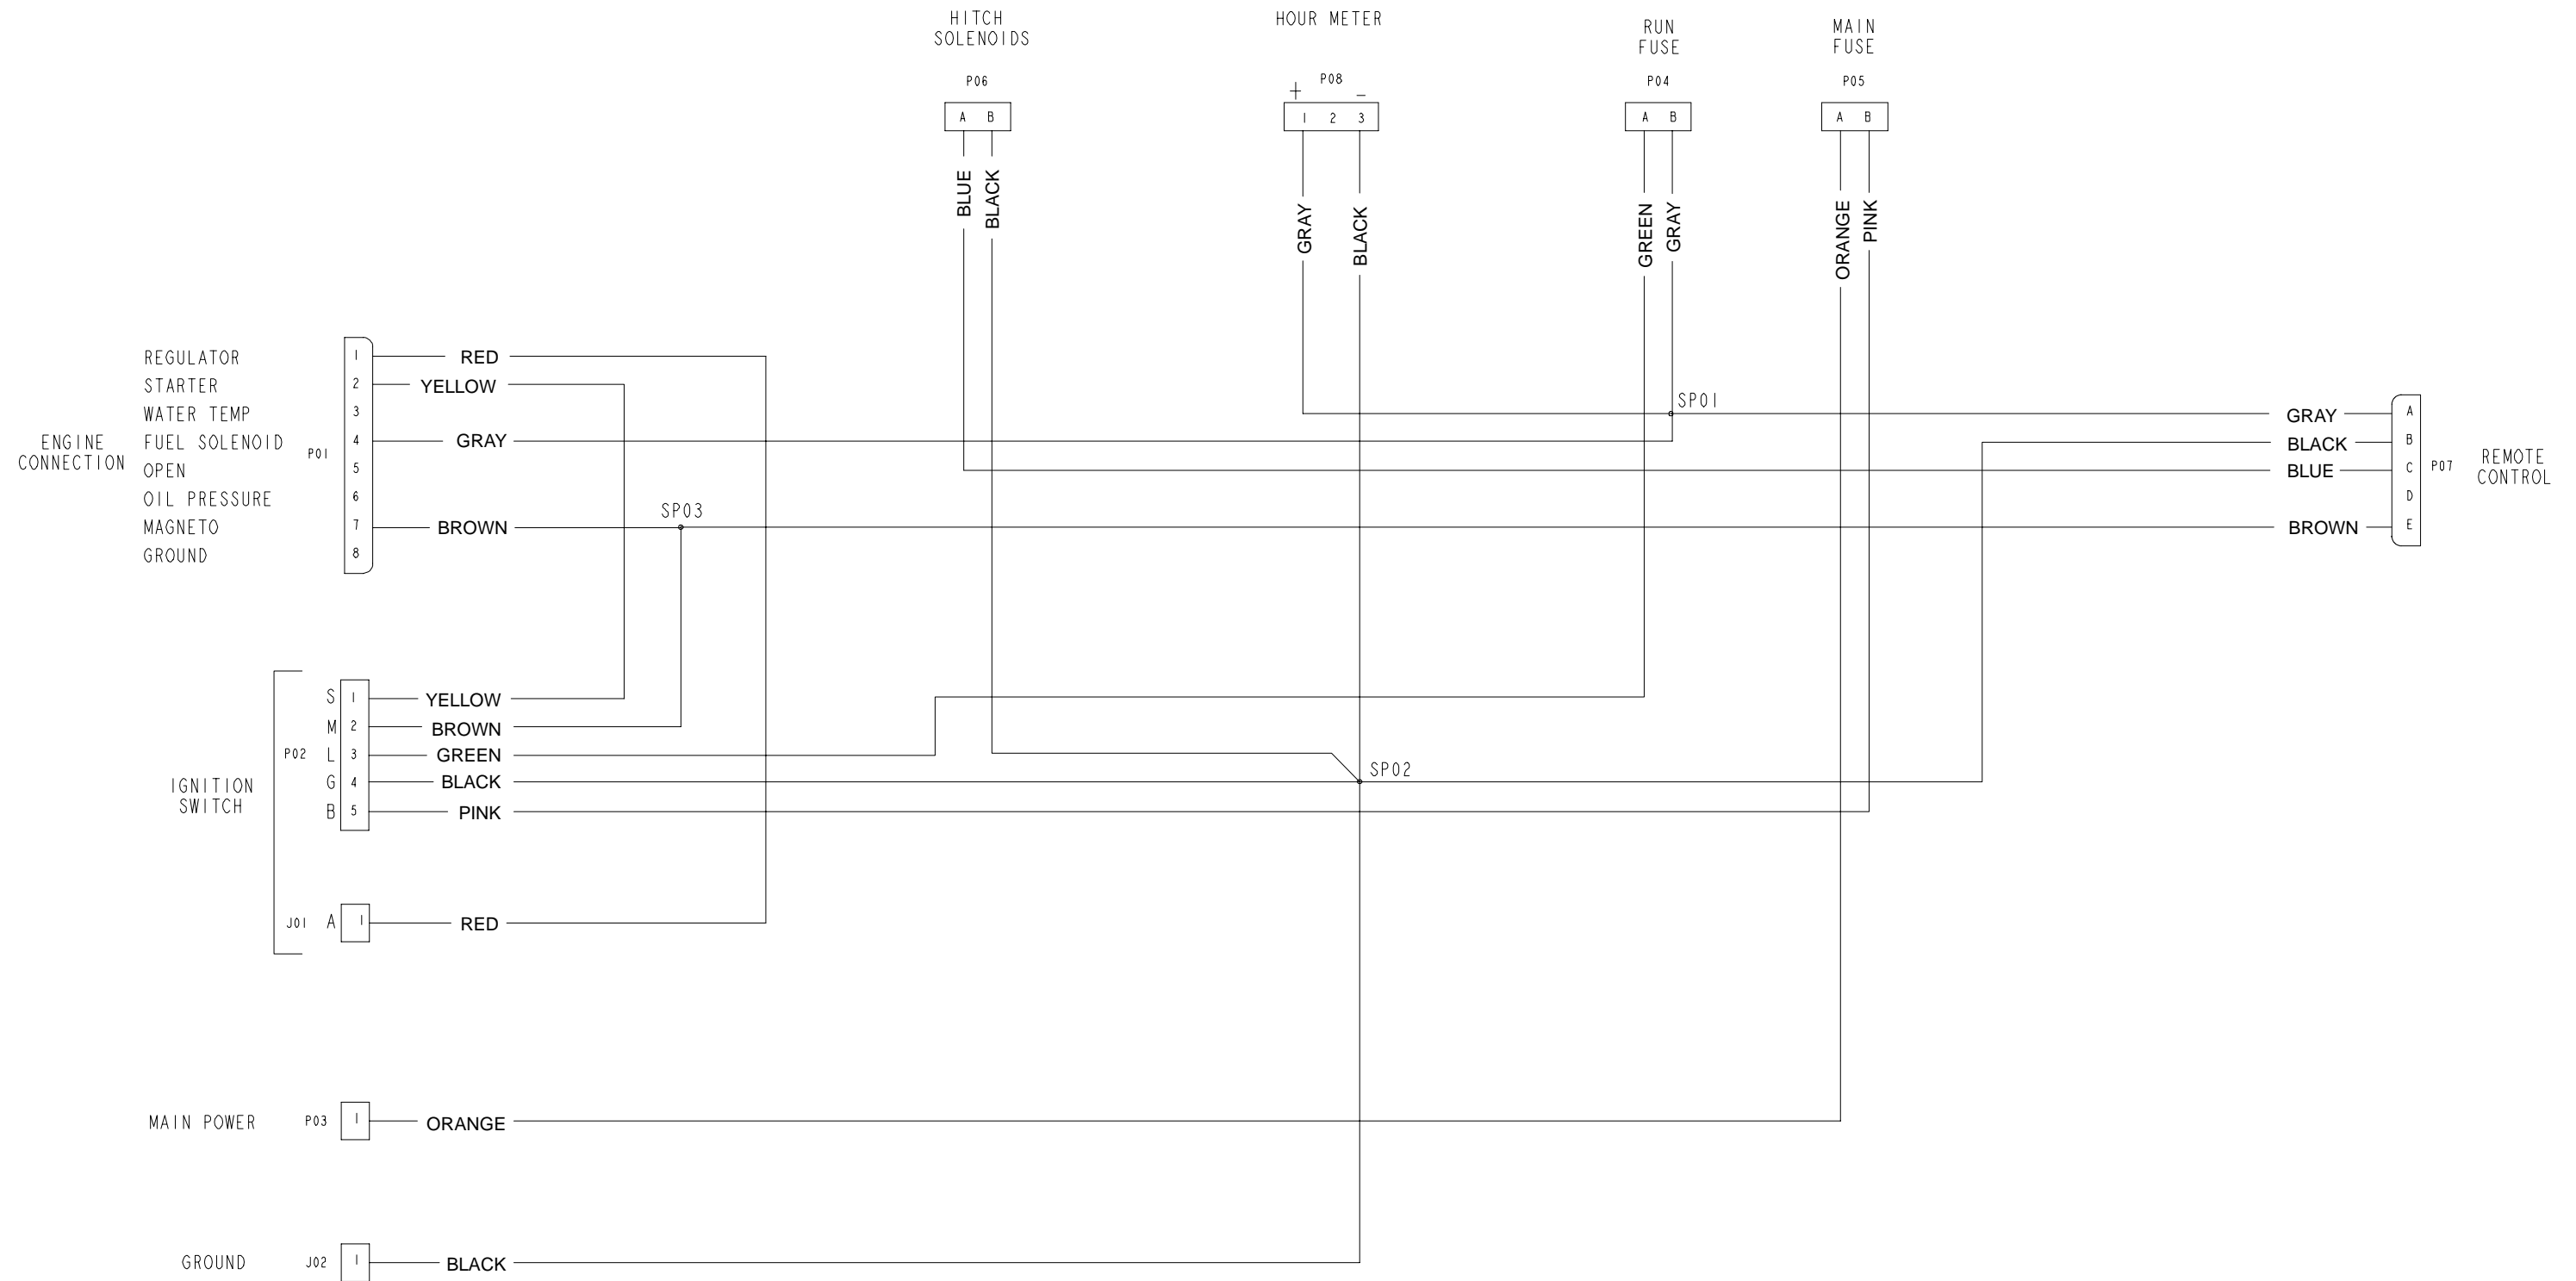 HITCH
SOLENOIDS
P06
A B
BLUE
BLACK
HOUR METER
P08
+ −
1 2 3
GRAY
BLACK
RUN
FUSE
P04
A B
GREEN
GRAY
MAIN
FUSE
P05
A B
ORANGE
PINK
ENGINE
CONNECTION
P01
REGULATOR 1 RED
STARTER 2 YELLOW
WATER TEMP 3
FUEL SOLENOID 4 GRAY
OPEN 5
OIL PRESSURE 6
MAGNETO 7 BROWN
GROUND 8
SP01
SP03
GRAY A
BLACK B
BLUE C
D
BROWN E
P07
REMOTE
CONTROL
IGNITION
SWITCH
P02
S 1 YELLOW
M 2 BROWN
L 3 GREEN
G 4 BLACK
B 5 PINK
SP02
J01 A 1 RED
MAIN POWER P03 1 ORANGE
GROUND J02 1 BLACK